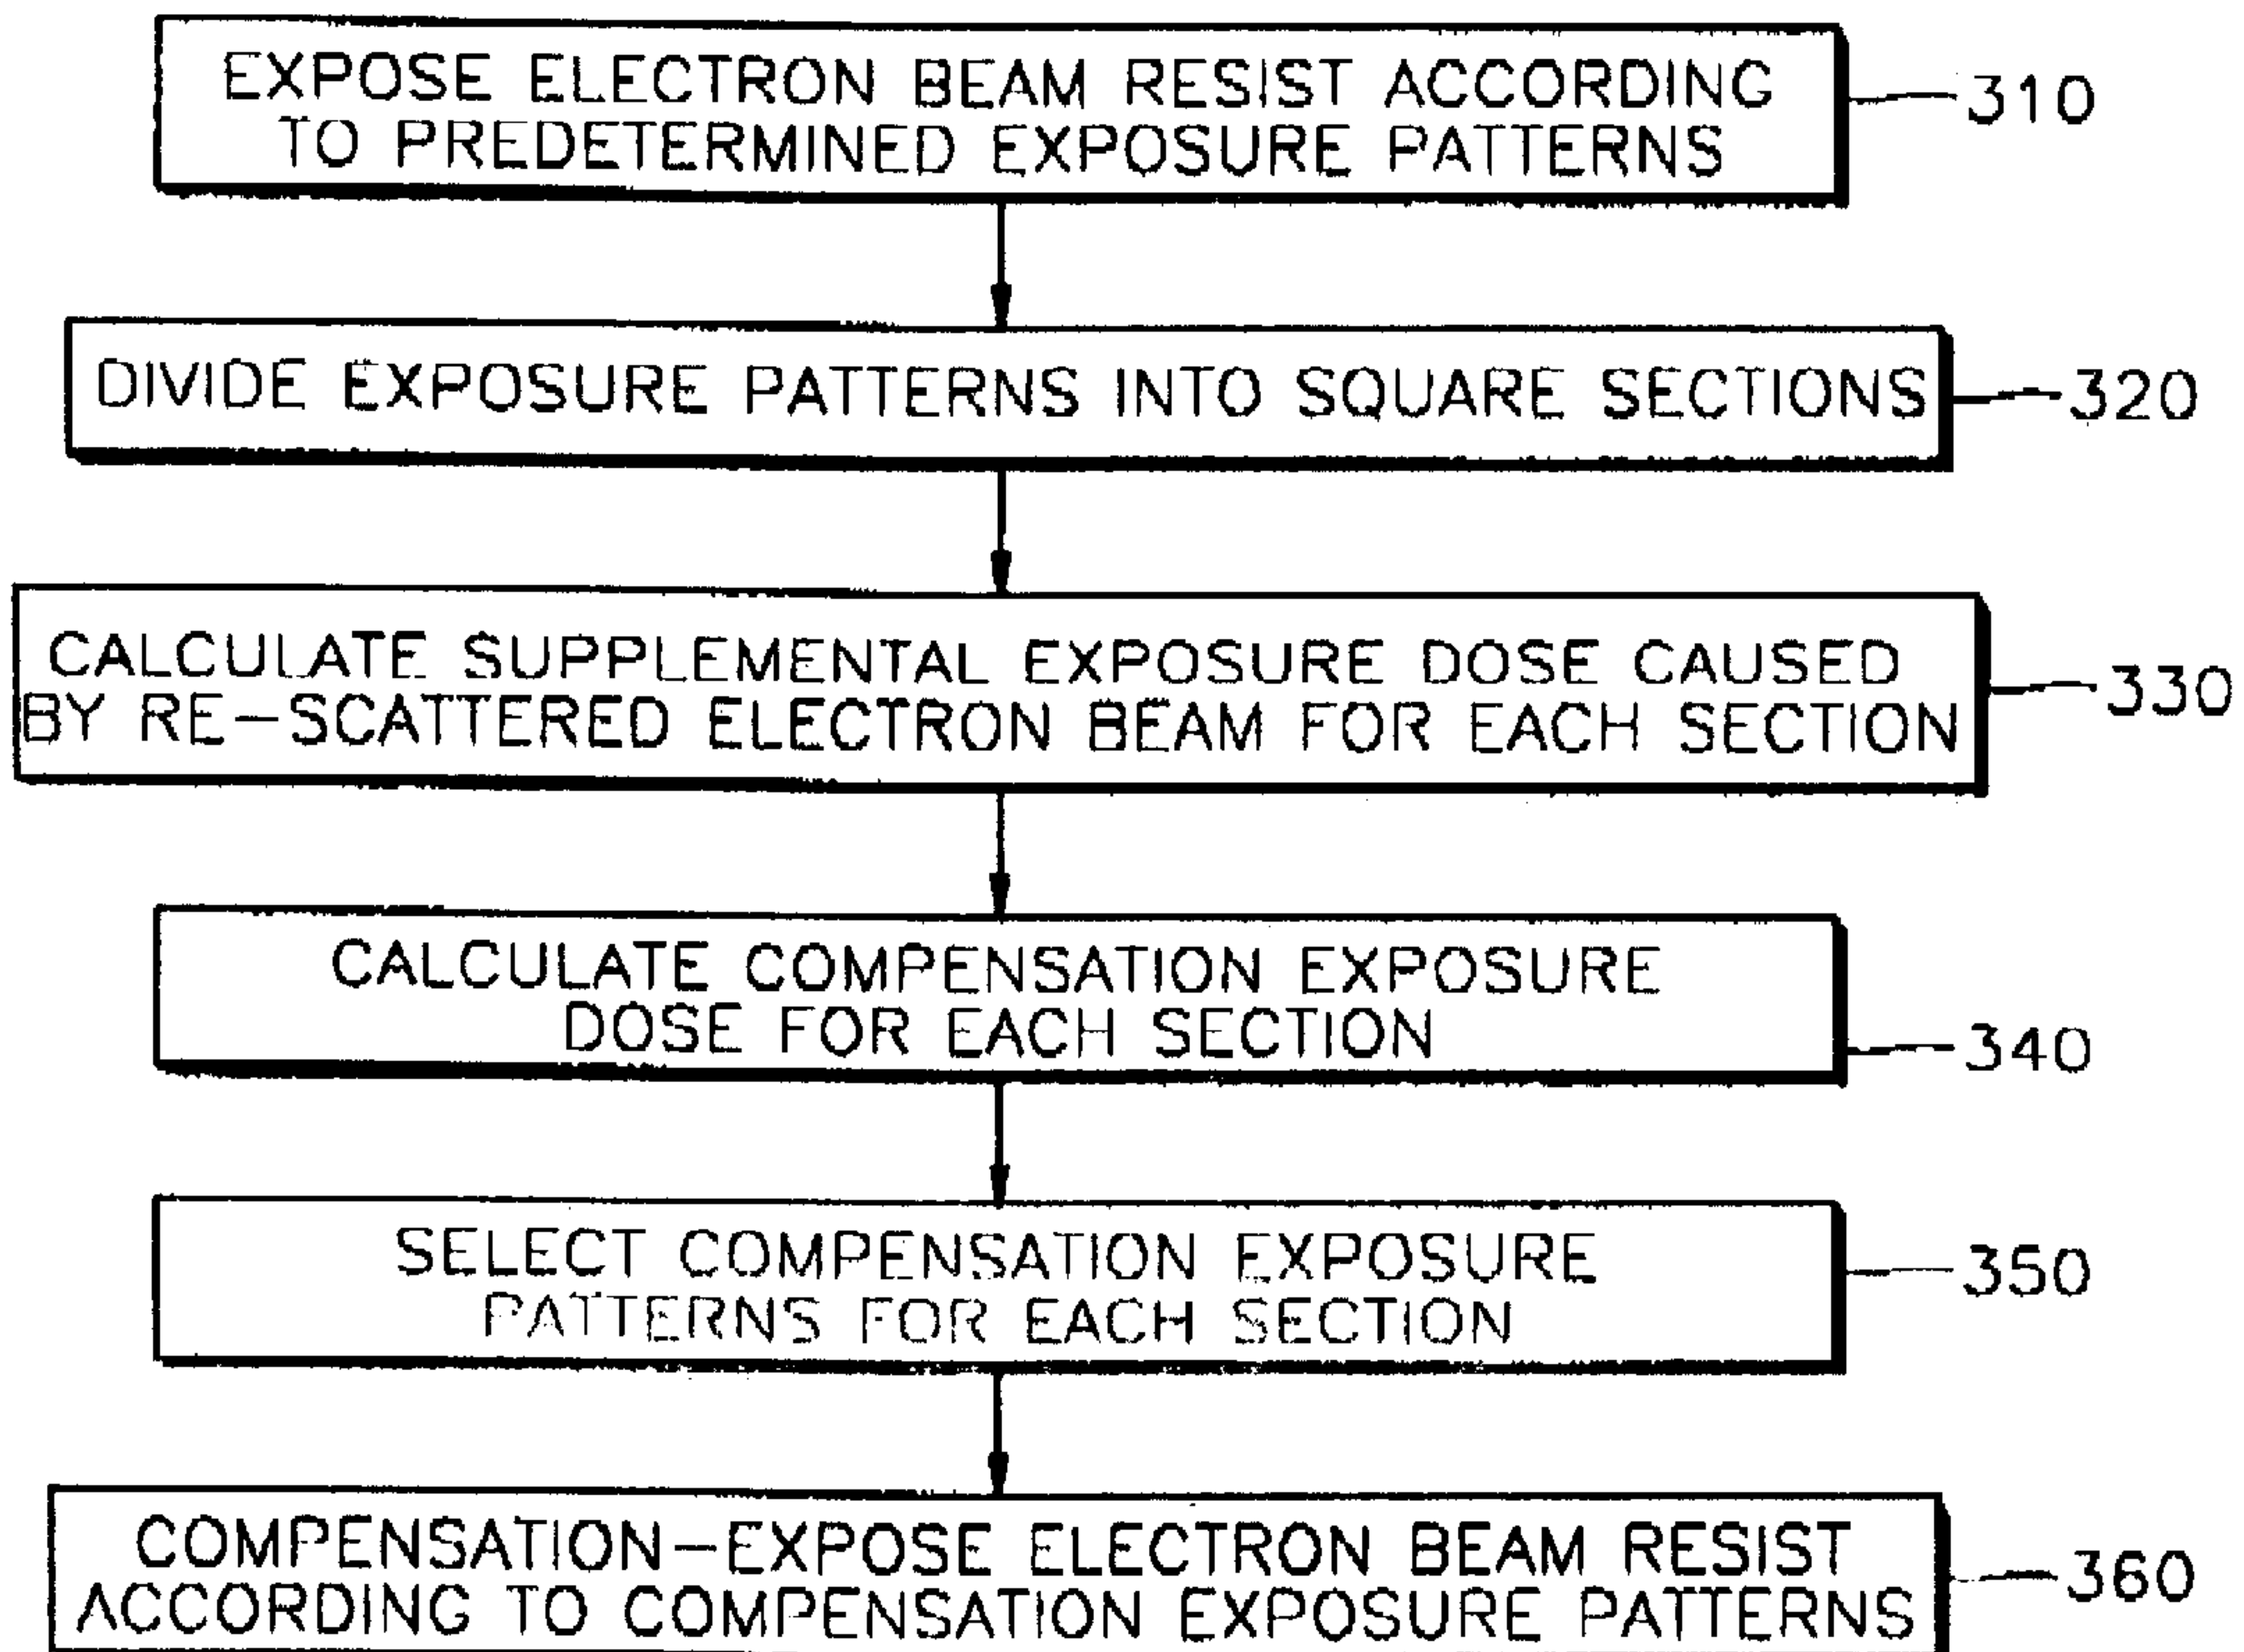 EXPOSE ELECTRON BEAM RESIST ACCORDING
TO PREDETERMINED EXPOSURE PATTERNS
310
DIVIDE EXPOSURE PATTERNS INTO SQUARE SECTIONS
320
CALCULATE SUPPLEMENTAL EXPOSURE DOSE CAUSED
BY RE-SCATTERED ELECTRON BEAM FOR EACH SECTION
330
CALCULATE COMPENSATION EXPOSURE
DOSE FOR EACH SECTION
340
SELECT COMPENSATION EXPOSURE
PATTERNS FOR EACH SECTION
350
COMPENSATION-EXPOSE ELECTRON BEAM RESIST
ACCORDING TO COMPENSATION EXPOSURE PATTERNS
360